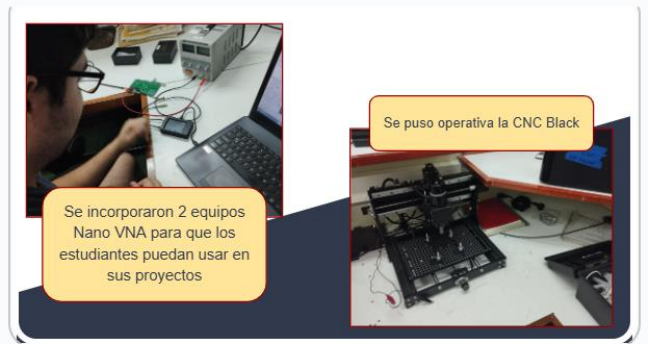 Se puso operativa la CNC Black
Se incorporaron 2 equipos
Nano VNA para que los
estudiantes puedan usar en
sus proyectos